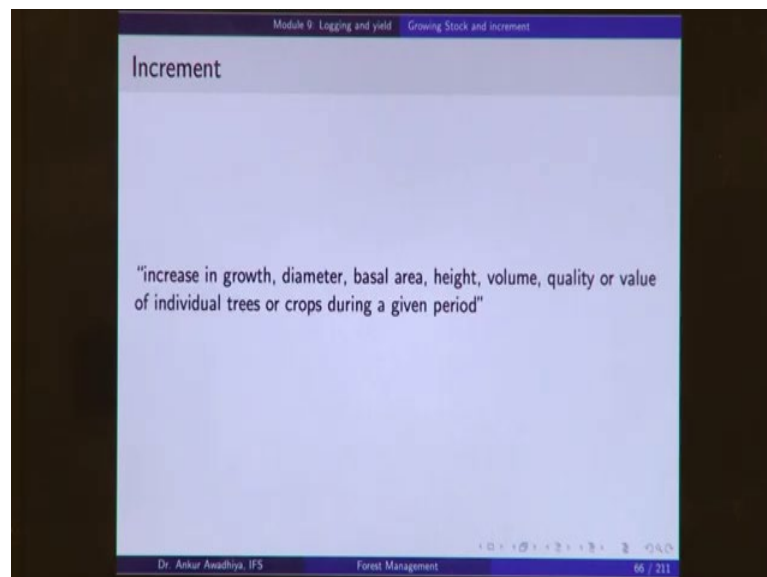 Module 9: Logging and yield Growing Stock and increment
Increment
"increase in growth, diameter, basal area, height, volume, quality or value
of individual trees or crops during a given period"
Dr. Ankur Awadhiya, IFS Forest Management 66 / 211